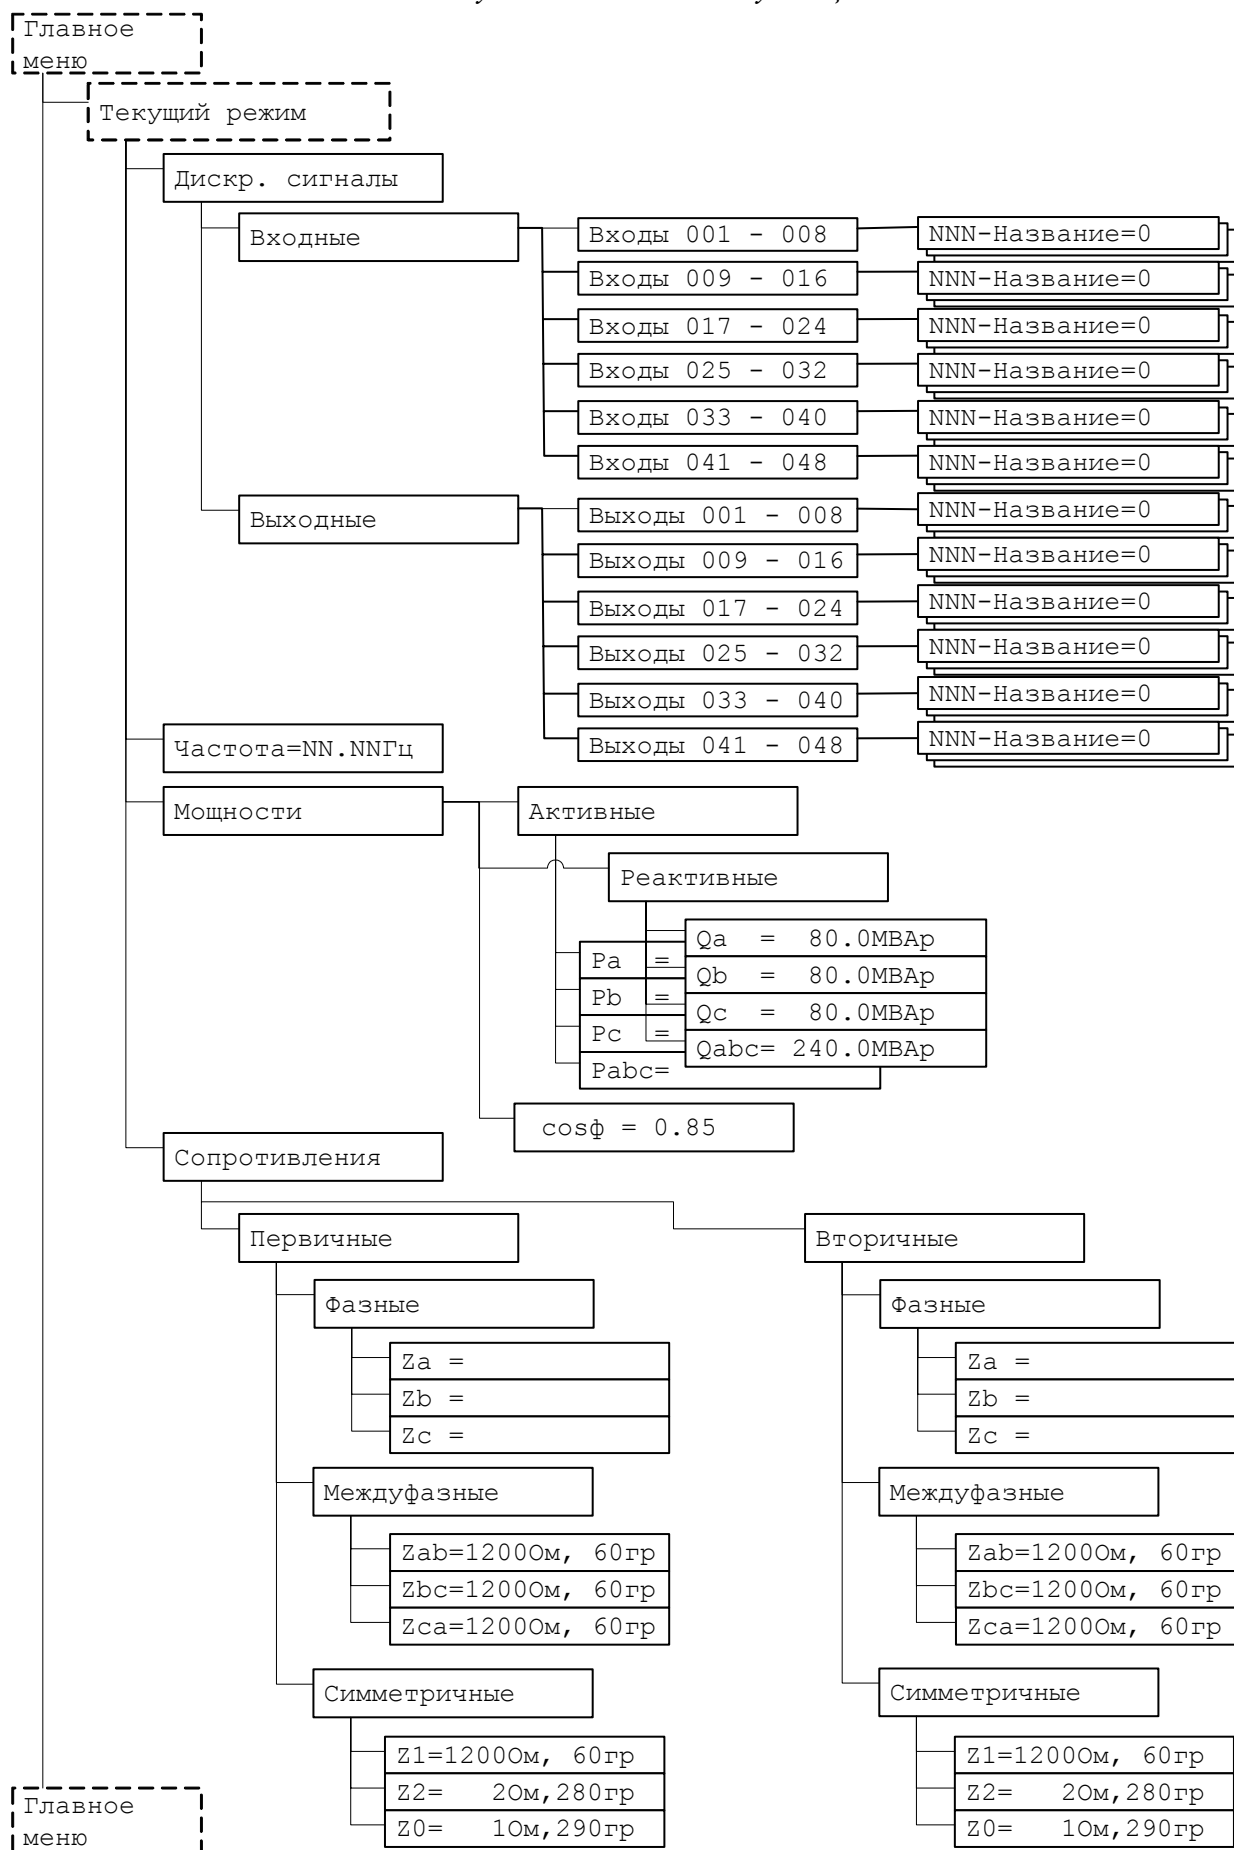 Главное
меню
Текущий режим
Дискр. сигналы
Входные
Входы 001 - 008
NNN-Название=0
Входы 009 - 016
NNN-Название=0
Входы 017 - 024
NNN-Название=0
Входы 025 - 032
NNN-Название=0
Входы 033 - 040
NNN-Название=0
Входы 041 - 048
NNN-Название=0
Выходные
Выходы 001 - 008
NNN-Название=0
Выходы 009 - 016
NNN-Название=0
Выходы 017 - 024
NNN-Название=0
Выходы 025 - 032
NNN-Название=0
Выходы 033 - 040
NNN-Название=0
Выходы 041 - 048
NNN-Название=0
Частота=NN.NNГц
Мощности
Активные
Реактивные
Qa = 80.0МВАр
Pa =
Qb = 80.0МВАр
Pb =
Qc = 80.0МВАр
Pc =
Qabc= 240.0МВАр
Pabc=
cosф = 0.85
Сопротивления
Первичные
Вторичные
Фазные
Фазные
Za =
Za =
Zb =
Zb =
Zc =
Zc =
Междуфазные
Междуфазные
Zab=1200Ом, 60гр
Zab=1200Ом, 60гр
Zbc=1200Ом, 60гр
Zbc=1200Ом, 60гр
Zca=1200Ом, 60гр
Zca=1200Ом, 60гр
Симметричные
Симметричные
Z1=1200Ом, 60гр
Z1=1200Ом, 60гр
Z2= 2Ом,280гр
Z2= 2Ом,280гр
Z0= 1Ом,290гр
Z0= 1Ом,290гр
Главное
меню